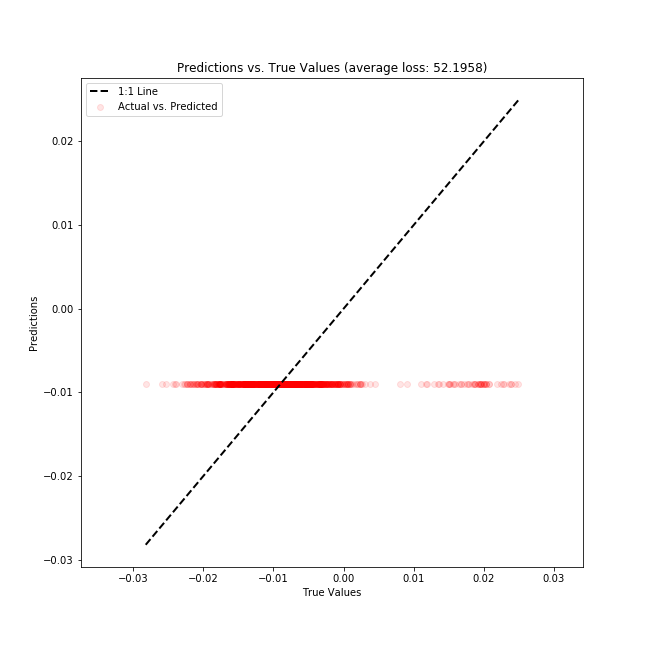 Predictions vs. True Values (average loss: 52.1958)
1:1 Line
Actual vs. Predicted
0.02
0.01
0.00
−0.01
−0.02
−0.03
Predictions
−0.03 −0.02 −0.01 0.00 0.01 0.02 0.03
True Values